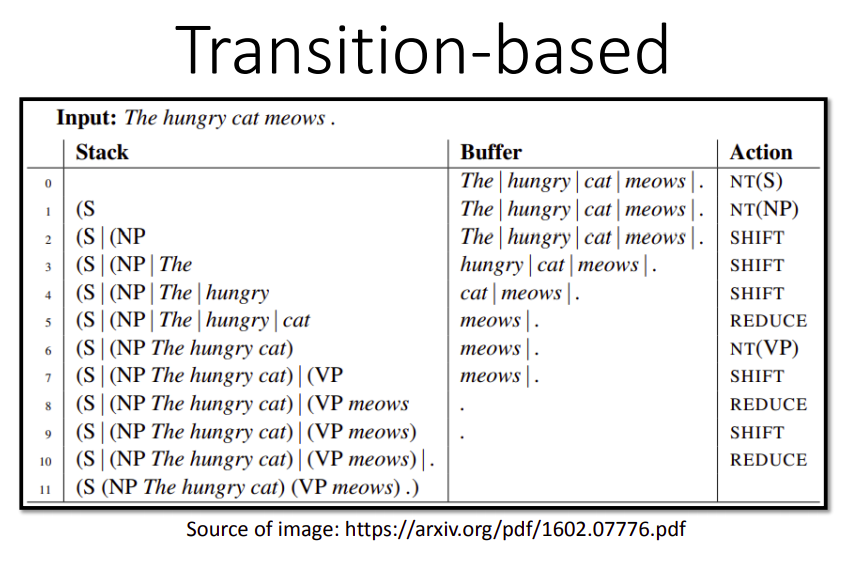 Transition-based
Input: The hungry cat meows .
Stack Buffer Action
0 The | hungry | cat | meows | . NT(S)
1 (S The | hungry | cat | meows | . NT(NP)
2 (S | (NP The | hungry | cat | meows | . SHIFT
3 (S | (NP | The hungry | cat | meows | . SHIFT
4 (S | (NP | The | hungry cat | meows | . SHIFT
5 (S | (NP | The | hungry | cat meows | . REDUCE
6 (S | (NP The hungry cat) meows | . NT(VP)
7 (S | (NP The hungry cat) | (VP meows | . SHIFT
8 (S | (NP The hungry cat) | (VP meows . REDUCE
9 (S | (NP The hungry cat) | (VP meows) . SHIFT
10 (S | (NP The hungry cat) | (VP meows) | . REDUCE
11 (S (NP The hungry cat) (VP meows) .)
Source of image: https://arxiv.org/pdf/1602.07776.pdf